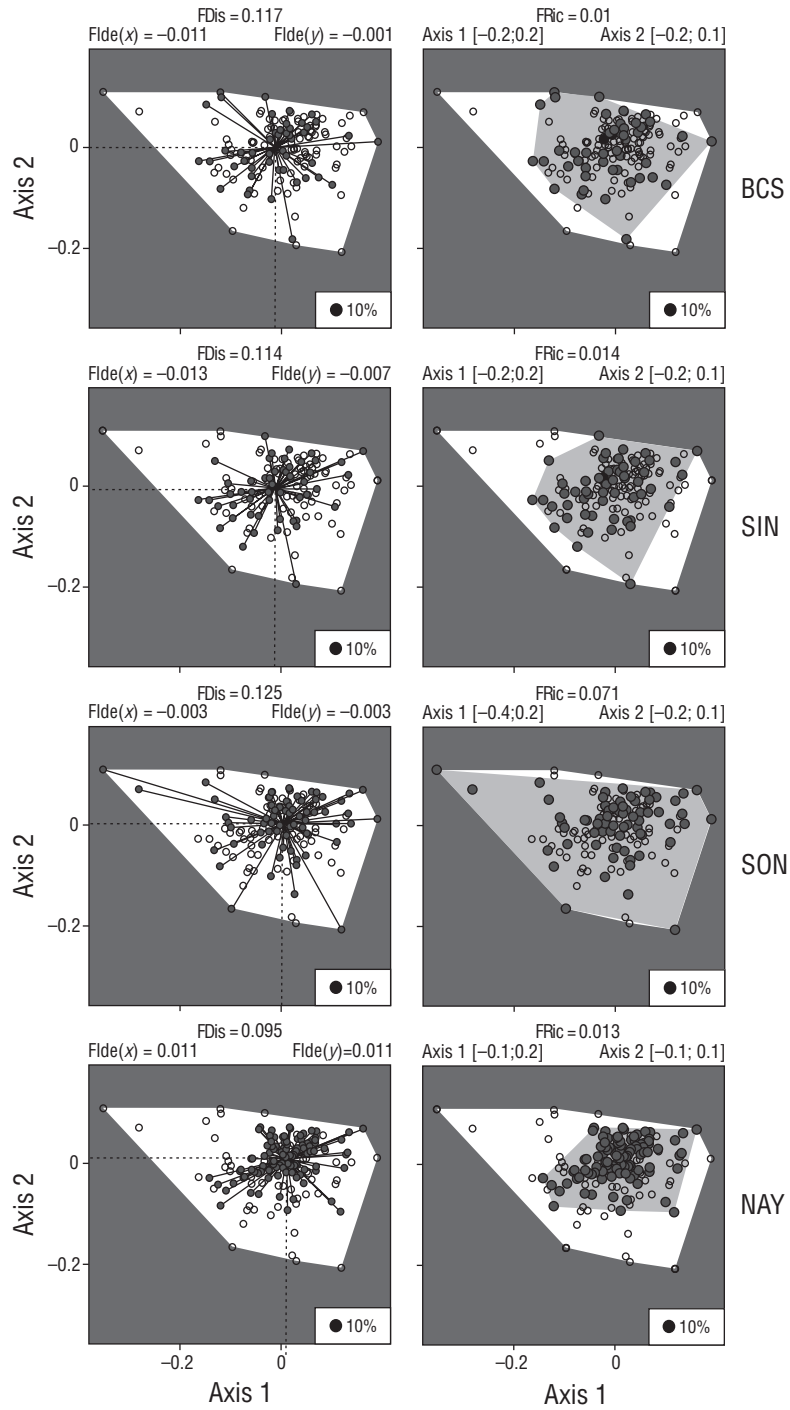 FDis = 0.117
FIde(x) = −0.011 FIde(y) = −0.001
FRic = 0.01
Axis 1 [−0.2;0.2] Axis 2 [−0.2; 0.1]
0
−0.2
Axis 2
10%
10%
BCS
FDis = 0.114
FIde(x) = −0.013 FIde(y) = −0.007
FRic = 0.014
Axis 1 [−0.2;0.2] Axis 2 [−0.2; 0.1]
0
−0.2
Axis 2
10%
10%
SIN
FDis = 0.125
FIde(x) = −0.003 FIde(y) = −0.003
FRic = 0.071
Axis 1 [−0.4;0.2] Axis 2 [−0.2; 0.1]
0
−0.2
Axis 2
10%
10%
SON
FDis = 0.095
FIde(x) = 0.011 FIde(y)=0.011
FRic = 0.013
Axis 1 [−0.1;0.2] Axis 2 [−0.1; 0.1]
0
−0.2
Axis 2
10%
10%
NAY
−0.2 0
−0.2 0
Axis 1
Axis 1